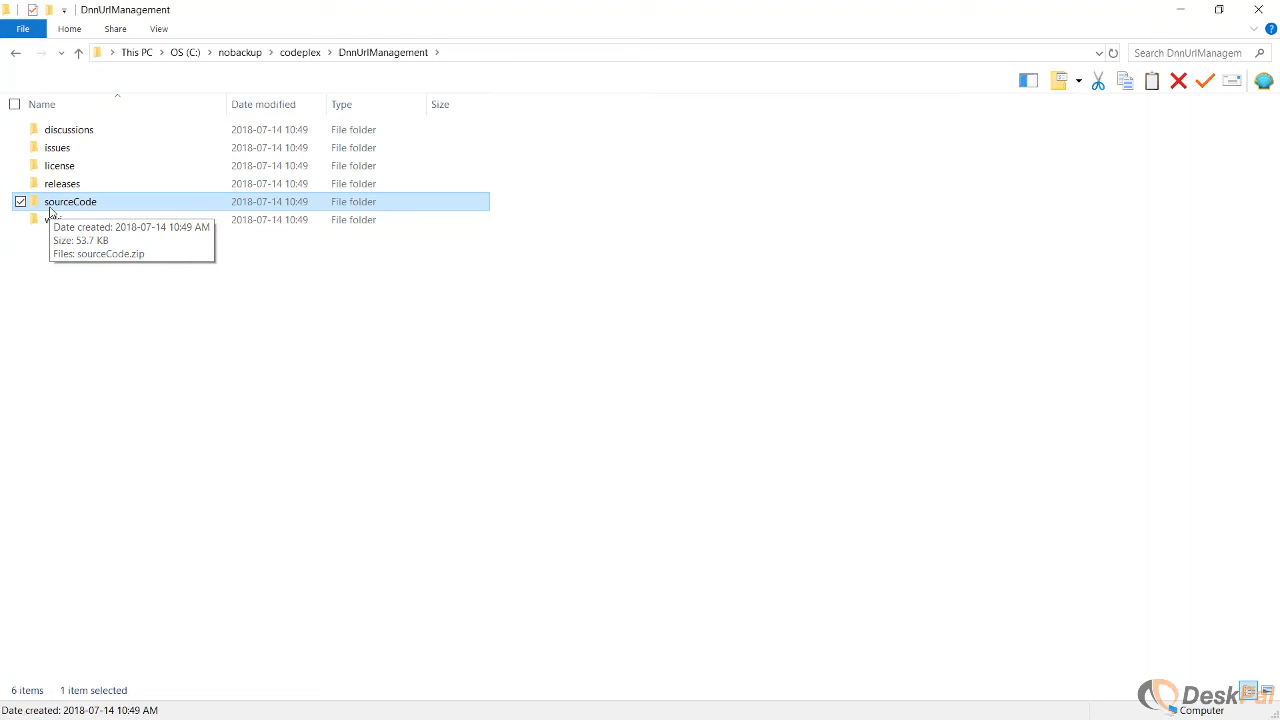 DnnUrlManagement
File Home Share View
This PC OS (C:) nobackup codeplex DnnUrlManagement
Search DnnUrlManagem
Name Date modified Type Size
discussions 2018-07-14 10:49 File folder
issues 2018-07-14 10:49 File folder
license 2018-07-14 10:49 File folder
releases 2018-07-14 10:49 File folder
sourceCode 2018-07-14 10:49 File folder
2018-07-14 10:49 File folder
Date created: 2018-07-14 10:49 AM
Size: 53.7 KB
Files: sourceCode.zip
6 items 1 item selected
DeskPal
Date created: 2018-07-14 10:49 AM
Computer